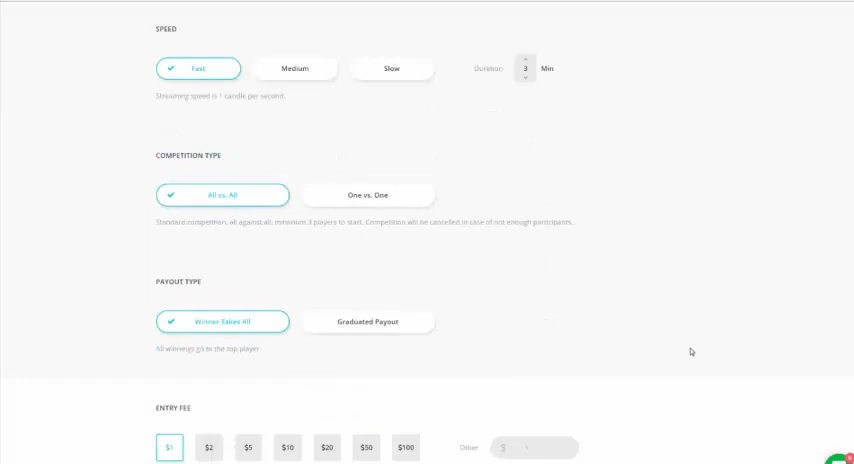 SPEED
Fast Medium Slow Duration 3 Min
Streaming speed is 1 candle per second.
COMPETITION TYPE
All vs. All One vs. One
Standard competition, all against all, minimum 3 players to start. Competition will be cancelled in case of not enough participants.
PAYOUT TYPE
Winner Takes All Graduated Payout
All winnings go to the top player
ENTRY FEE
$1 $2 $5 $10 $20 $50 $100 Other $